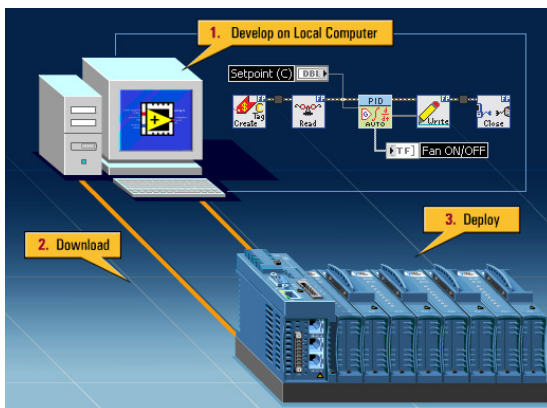 1. Develop on Local Computer
Setpoint (C) DBL
Create Tag
Read
PID
AUTO
Write
Close
TF Fan ON/OFF
3. Deploy
2. Download